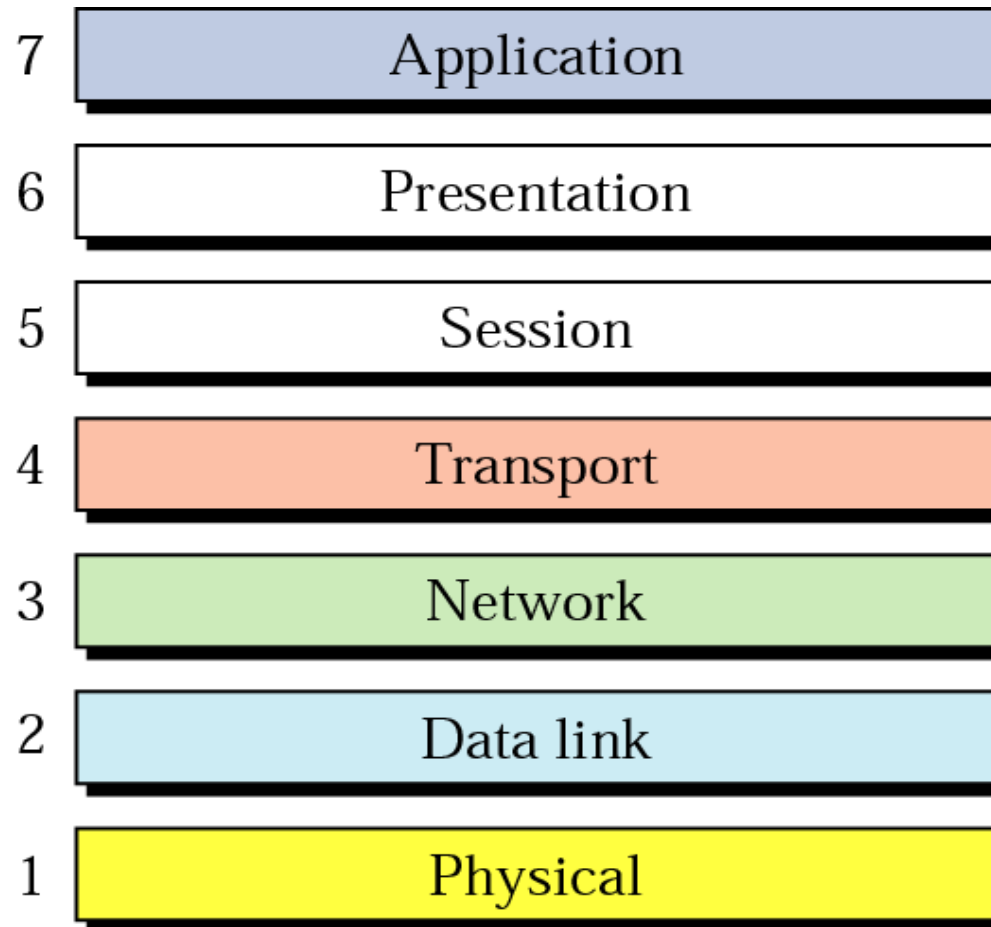 7 Application
6 Presentation
5 Session
4 Transport
3 Network
2 Data link
1 Physical